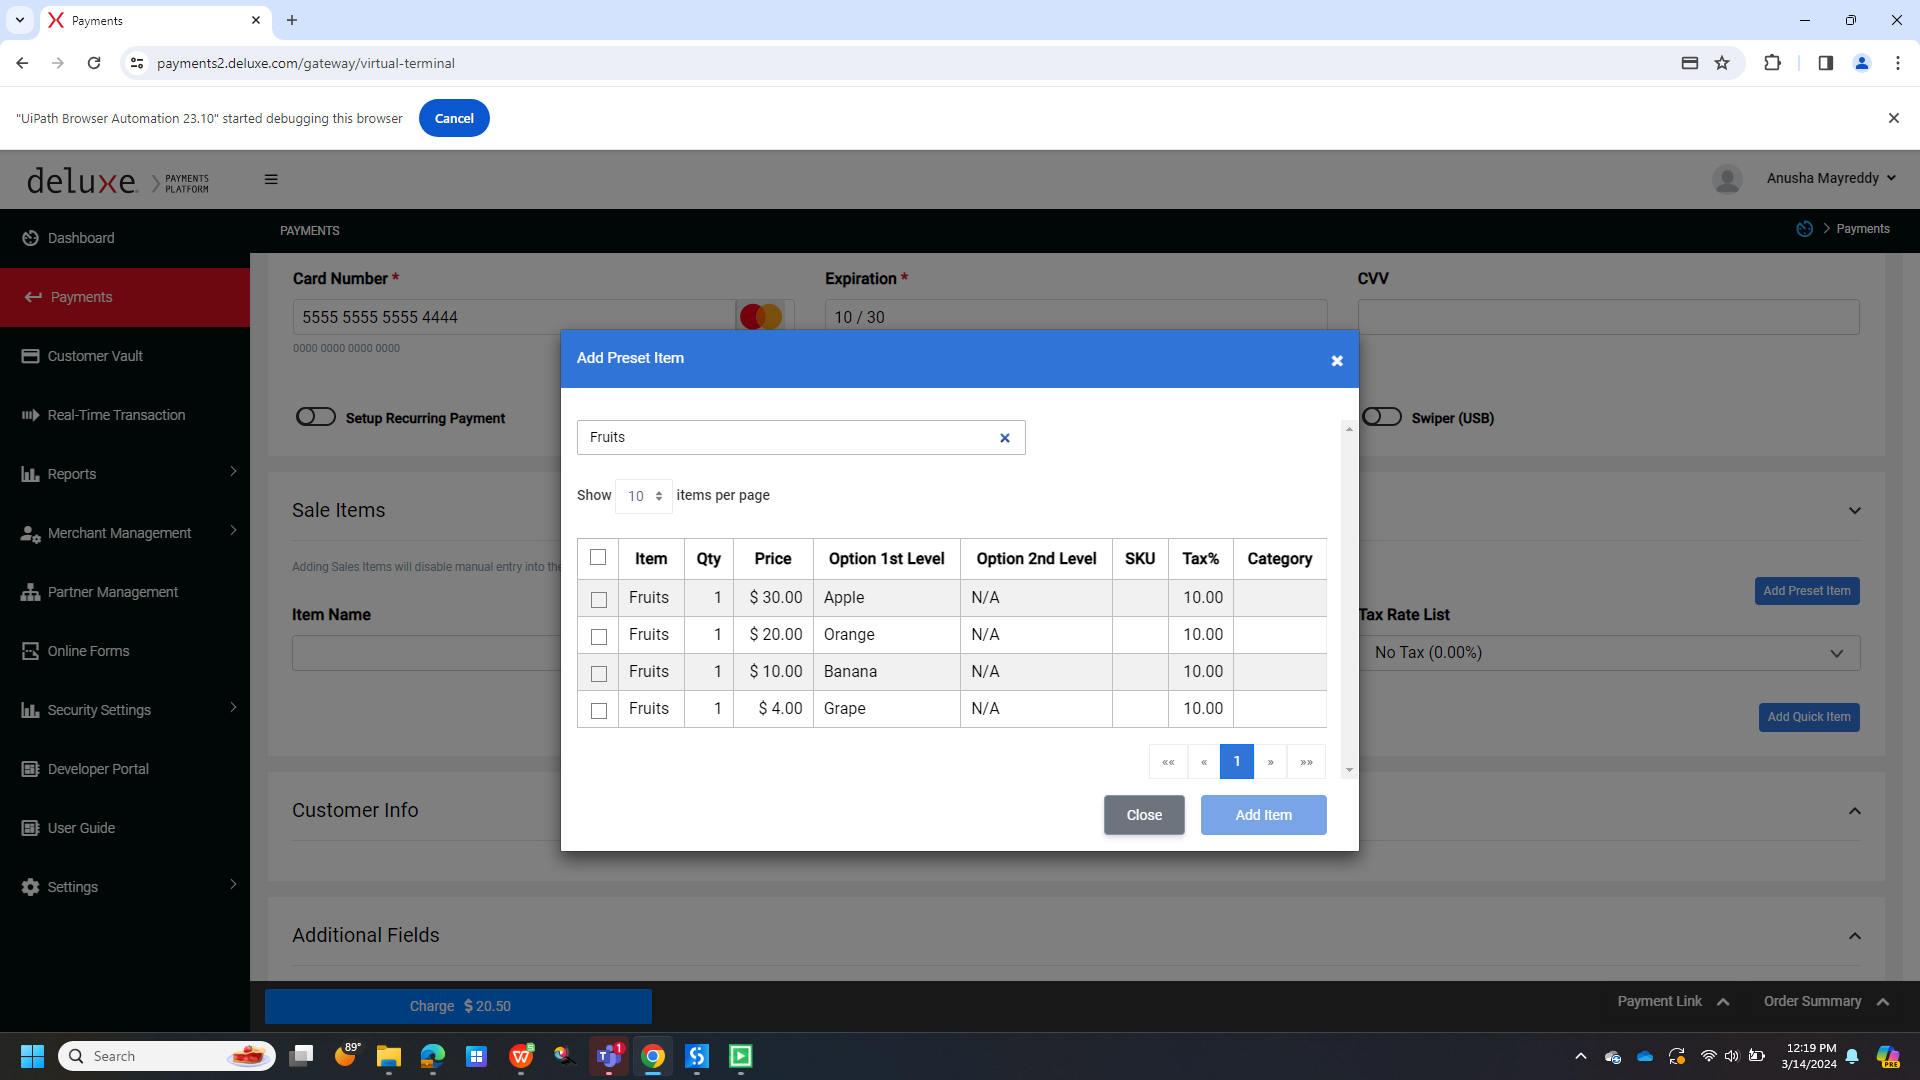 Payments
payments2.deluxe.com/gateway/virtual-terminal
"UiPath Browser Automation 23.10" started debugging this browser
Cancel
deluxe. PAYMENTS PLATFORM
Anusha Mayreddy
Dashboard
PAYMENTS
Payments
Payments
Customer Vault
Real-Time Transaction
Reports
Merchant Management
Partner Management
Online Forms
Security Settings
Developer Portal
User Guide
Settings
Card Number *
Expiration *
CVV
5555 5555 5555 4444
10 / 30
0000 0000 0000 0000
Setup Recurring Payment
Swiper (USB)
Sale Items
Adding Sales Items will disable manual entry into the
Add Preset Item
Item Name
Tax Rate List
No Tax (0.00%)
Add Quick Item
Customer Info
Additional Fields
Add Preset Item
Fruits
Show 10 items per page
Item Qty Price Option 1st Level Option 2nd Level SKU Tax% Category
Fruits 1 $ 30.00 Apple N/A 10.00
Fruits 1 $ 20.00 Orange N/A 10.00
Fruits 1 $ 10.00 Banana N/A 10.00
Fruits 1 $ 4.00 Grape N/A 10.00
«« « 1 » »»
Close
Add Item
Charge $ 20.50
Payment Link
Order Summary
Search
89°
1
12:19 PM
3/14/2024
PRE